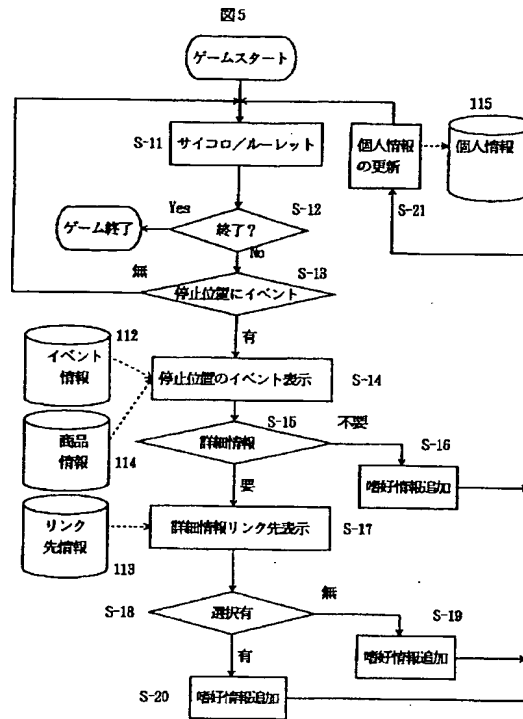 図5
ゲームスタート
115
S-11
サイコロ／ルーレット
個人情報
の更新
個人情報
S-21
Yes
S-12
ゲーム終了
終了？
No
S-13
無
停止位置にイベント
有
112
イベント
情報
停止位置のイベント表示
S-14
S-15
不要
商品
情報
114
詳細情報
S-16
嗜好情報追加
要
リンク
先情報
113
詳細情報リンク先表示
S-17
無
S-18
選択有
S-19
嗜好情報追加
有
S-20
嗜好情報追加